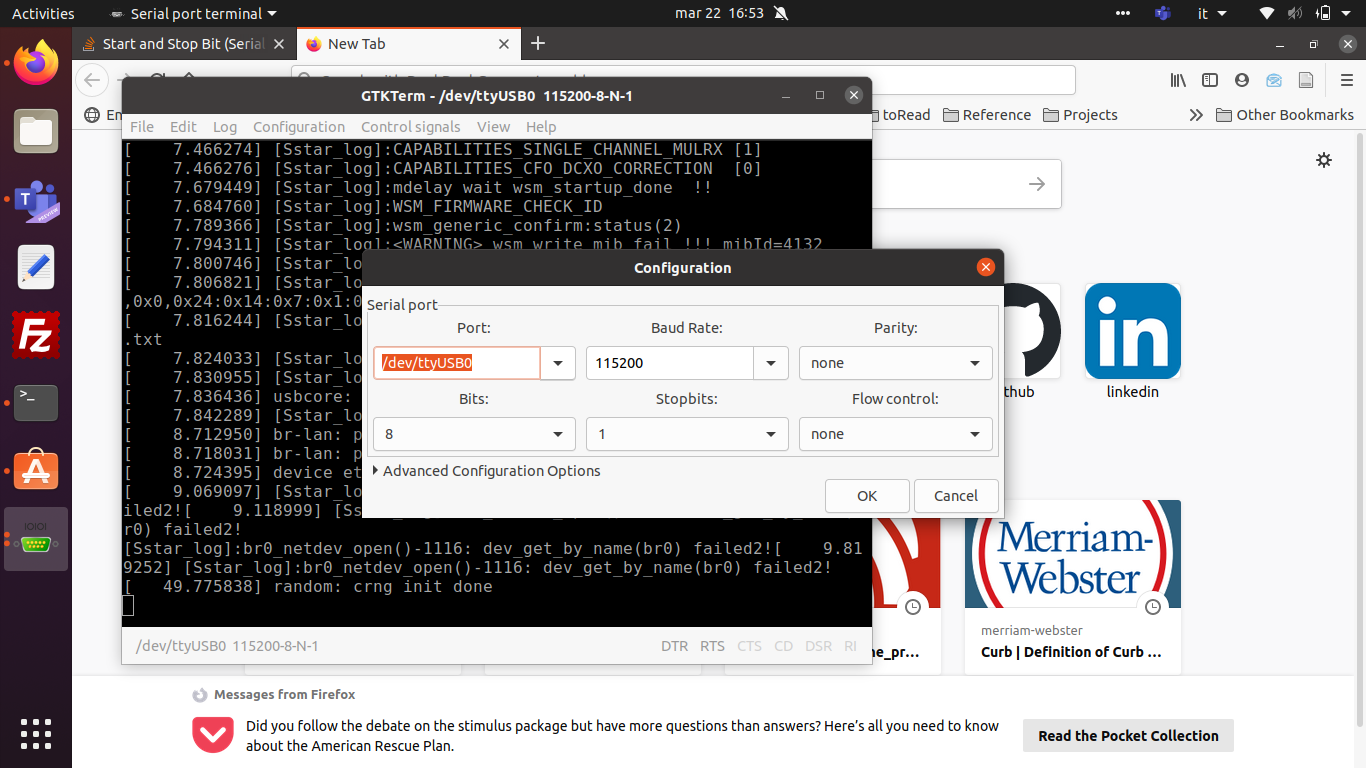 Activities
Serial port terminal
mar 22 16:53
it
Start and Stop Bit (Serial
New Tab
GTKTerm - /dev/ttyUSB0 115200-8-N-1
En
toRead
Reference
Projects
Other Bookmarks
File Edit Log Configuration Control signals View Help
[ 7.466274] [Sstar_log]:CAPABILITIES_SINGLE_CHANNEL_MULRX [1]
[ 7.466276] [Sstar_log]:CAPABILITIES_CFO_DCXO_CORRECTION [0]
[ 7.679449] [Sstar_log]:mdelay wait wsm_startup_done !!
[ 7.684760] [Sstar_log]:WSM_FIRMWARE_CHECK_ID
[ 7.789366] [Sstar_log]:wsm_generic_confirm:status(2)
[ 7.794311] [Sstar_log]:<WARNING> wsm_write_mib fail !!! mibId=4132
[ 7.800746] [Sstar_lo
[ 7.806821] [Sstar_lo
,0x0,0x24:0x14:0x7:0x1:0
[ 7.816244] [Sstar_lo
.txt
[ 7.824033] [Sstar_lo
[ 7.830955] [Sstar_lo
[ 7.836436] usbcore:
[ 7.842289] [Sstar_lo
[ 8.712950] br-lan: p
[ 8.718031] br-lan: p
[ 8.724395] device et
[ 9.069097] [Sstar_lo
iled2![ 9.118999] [Ss
r0) failed2!
[Sstar_log]:br0_netdev_open()-1116: dev_get_by_name(br0) failed2![ 9.81
9252] [Sstar_log]:br0_netdev_open()-1116: dev_get_by_name(br0) failed2!
[ 49.775838] random: crng init done
/dev/ttyUSB0 115200-8-N-1
DTR RTS CTS CD DSR RI
Configuration
Serial port
Port: Baud Rate: Parity:
/dev/ttyUSB0 115200 none
Bits: Stopbits: Flow control:
8 1 none
Advanced Configuration Options
OK Cancel
thub
in
linkedin
Merriam-
Webster
merriam-webster
ne_pr...
Curb | Definition of Curb ...
Messages from Firefox
Did you follow the debate on the stimulus package but have more questions than answers? Here's all you need to know
about the American Rescue Plan.
Read the Pocket Collection
PREVIEW
Fz
>_
IOIOI